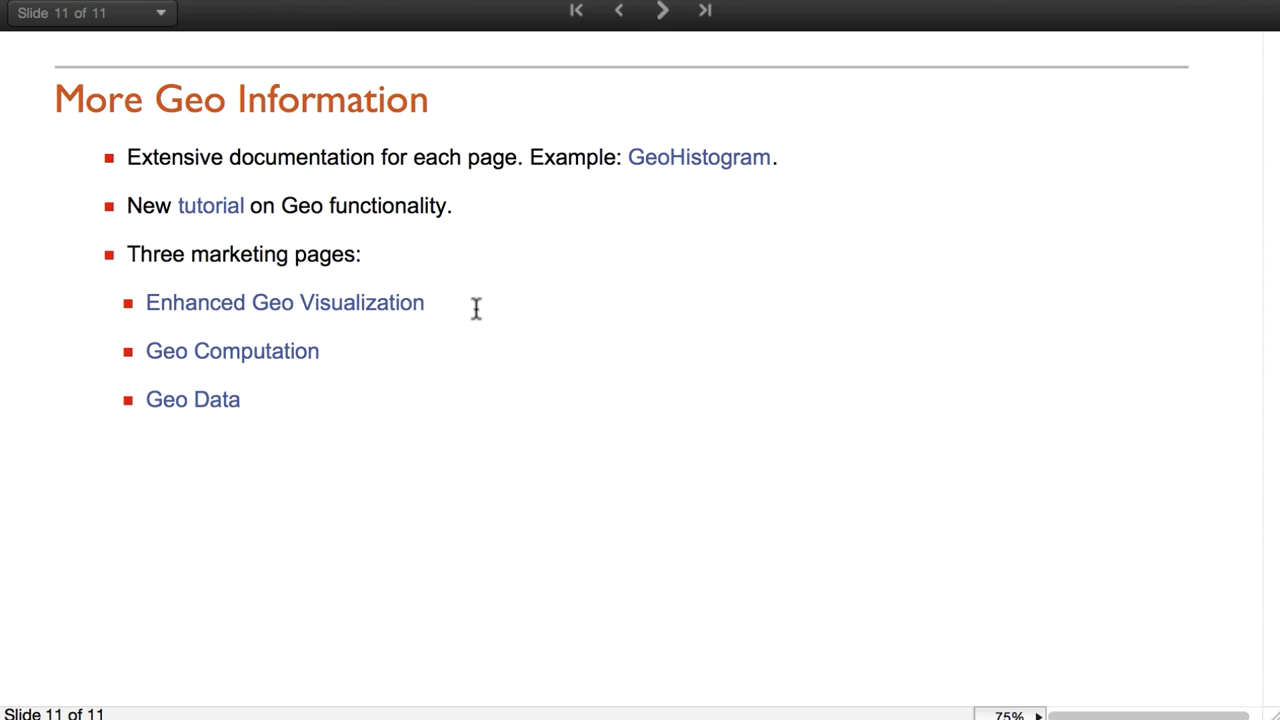 Slide 11 of 11
More Geo Information
Extensive documentation for each page. Example: GeoHistogram.
New tutorial on Geo functionality.
Three marketing pages:
Enhanced Geo Visualization
Geo Computation
Geo Data
Slide 11 of 11
75%